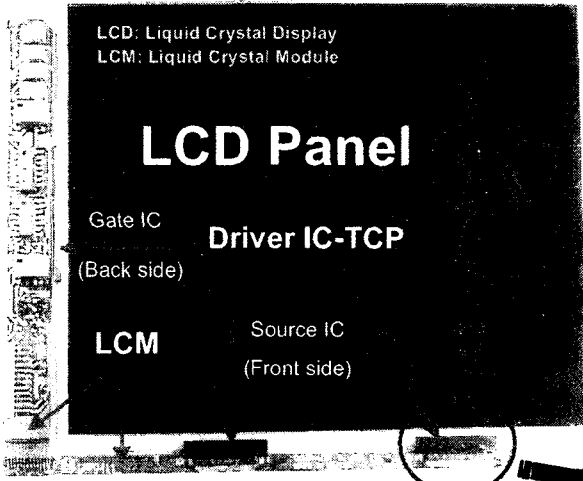 LCD: Liquid Crystal Display
LCM: Liquid Crystal Module
LCD Panel
Gate IC
Driver IC-TCP
(Back side)
LCM
Source IC
(Front side)